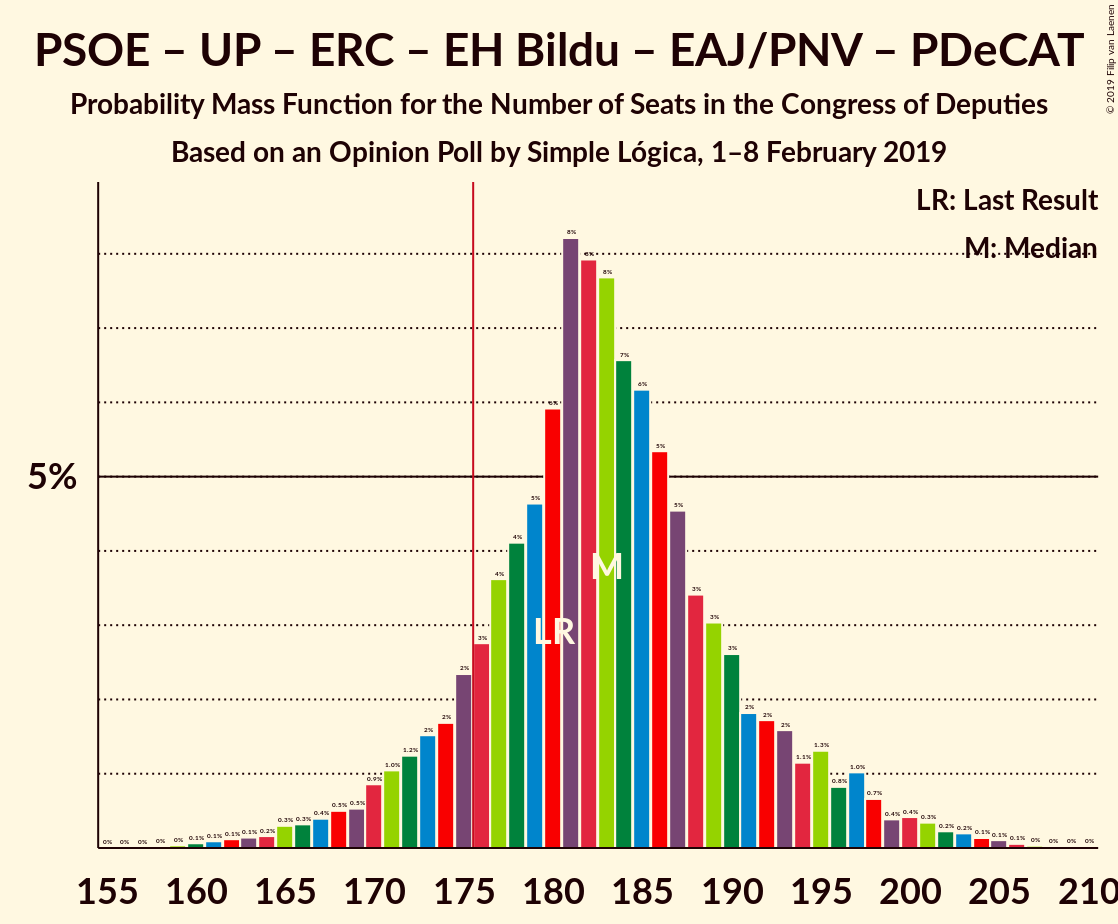 PSOE – UP – ERC – EH Bildu – EAJ/PNV – PDeCAT
Probability Mass Function for the Number of Seats in the Congress of Deputies
Based on an Opinion Poll by Simple Lógica, 1–8 February 2019
© 2019 Filip van Laenen
LR: Last Result
M: Median
5%
0% 0% 0% 0% 0% 0.1% 0.1% 0.1% 0.1% 0.2% 0.3% 0.3% 0.4% 0.5% 0.5% 0.9% 1.0% 1.2% 2% 2% 2% 3% 4% 4% 5% 6% 8% 8% 8% 7% 6% 5% 5% 3% 3% 3% 2% 2% 2% 1.1% 1.3% 0.8% 1.0% 0.7% 0.4% 0.4% 0.3% 0.2% 0.2% 0.1% 0.1% 0.1% 0% 0% 0% 0%
M
LR
155 160 165 170 175 180 185 190 195 200 205 210